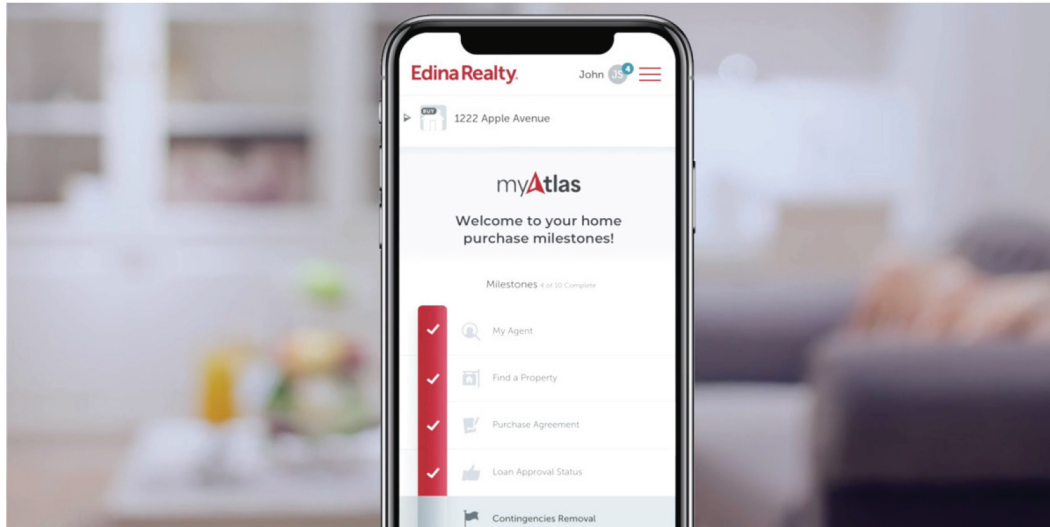 Edina Realty.
John JS 4
BUY
1222 Apple Avenue
myAtlas
Welcome to your home
purchase milestones!
Milestones 4 of 10 Complete
My Agent
Find a Property
Purchase Agreement
Loan Approval Status
Contingencies Removal